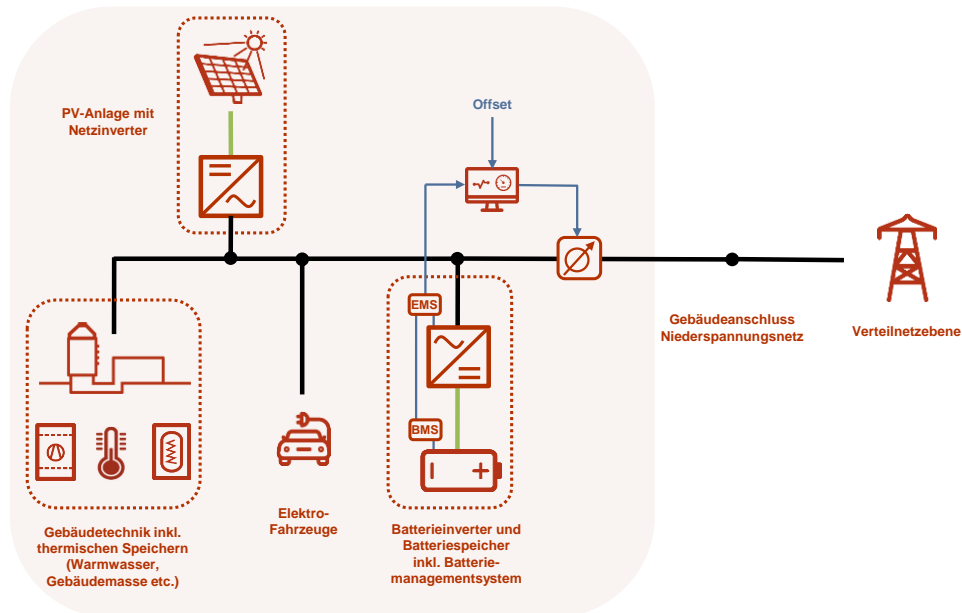 PV-Anlage mit
Netzinverter
Offset
EMS
BMS
Gebäudeanschluss
Niederspannungsnetz
Verteilnetzebene
Gebäudetechnik inkl.
thermischen Speichern
(Warmwasser,
Gebäudemasse etc.)
Elektro-
Fahrzeuge
Batterieinverter und
Batteriespeicher
inkl. Batterie-
managementsystem